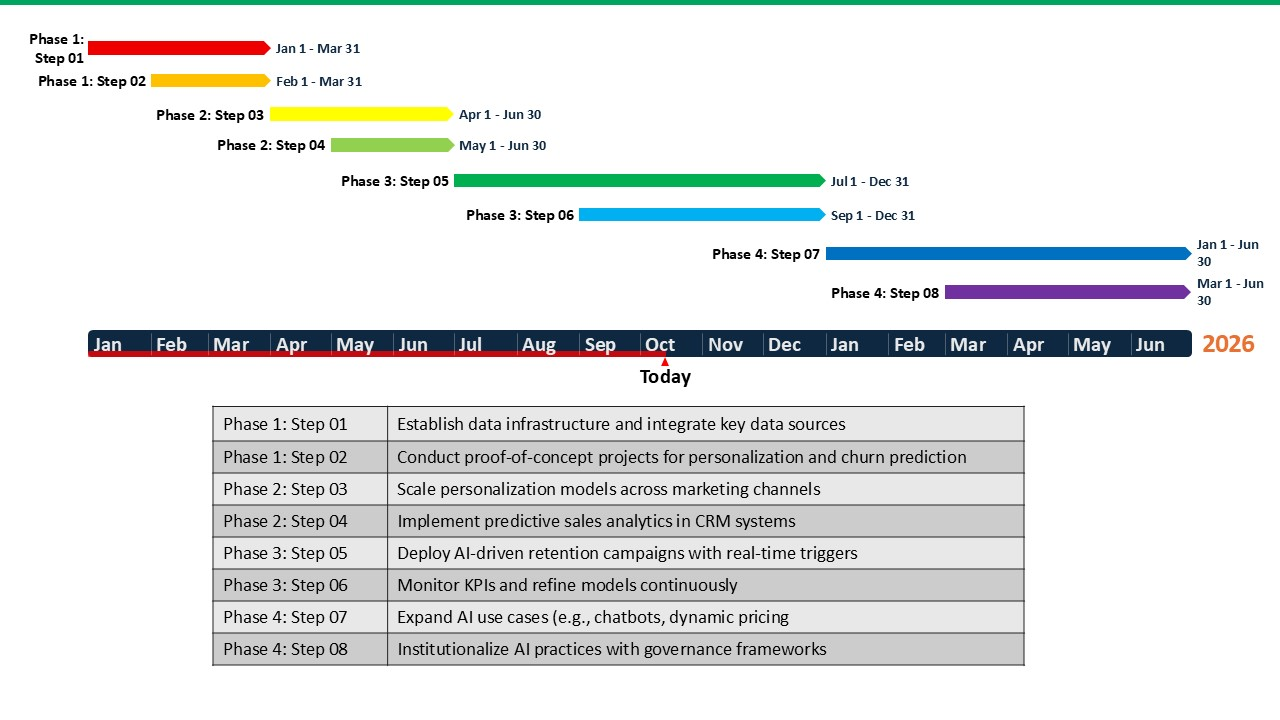 Phase 1:
Step 01
Jan 1 - Mar 31
Phase 1: Step 02
Feb 1 - Mar 31
Phase 2: Step 03
Apr 1 - Jun 30
Phase 2: Step 04
May 1 - Jun 30
Phase 3: Step 05
Jul 1 - Dec 31
Phase 3: Step 06
Sep 1 - Dec 31
Phase 4: Step 07
Jan 1 - Jun
30
Phase 4: Step 08
Mar 1 - Jun
30
Jan Feb Mar Apr May Jun Jul Aug Sep Oct Nov Dec Jan Feb Mar Apr May Jun 2026
Today
Phase 1: Step 01 Establish data infrastructure and integrate key data sources
Phase 1: Step 02 Conduct proof-of-concept projects for personalization and churn prediction
Phase 2: Step 03 Scale personalization models across marketing channels
Phase 2: Step 04 Implement predictive sales analytics in CRM systems
Phase 3: Step 05 Deploy AI-driven retention campaigns with real-time triggers
Phase 3: Step 06 Monitor KPIs and refine models continuously
Phase 4: Step 07 Expand AI use cases (e.g., chatbots, dynamic pricing
Phase 4: Step 08 Institutionalize AI practices with governance frameworks